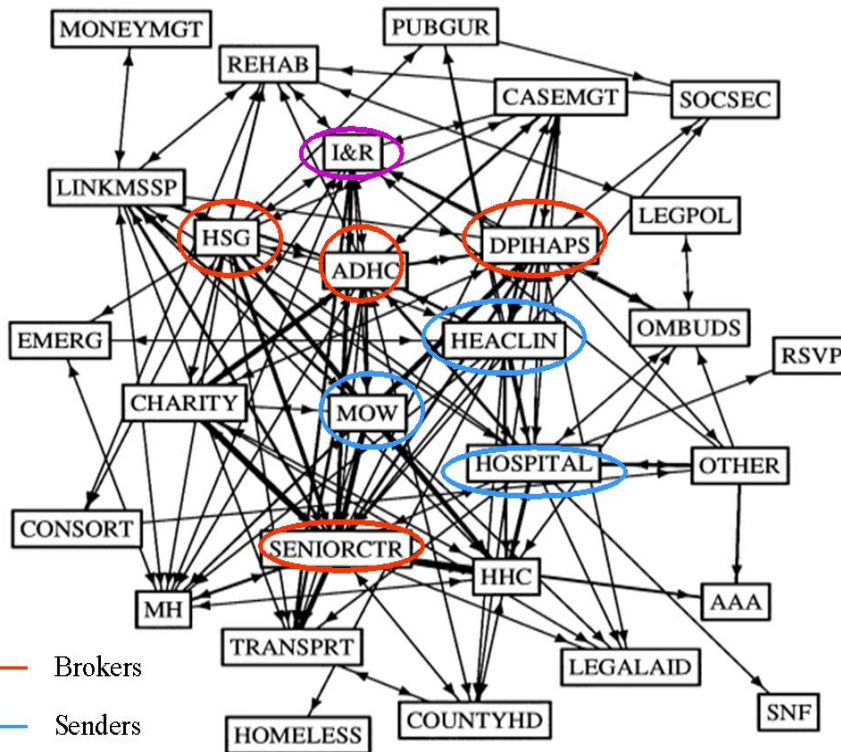 MONEYMGT
PUBGUR
REHAB
CASEMGT
SOCSEC
I&R
LINKMSSP
LEGPOL
HSG
DPIHAPS
ADHC
EMERG
HEACLIN
OMBUDS
RSVP
CHARITY
MOW
HOSPITAL
OTHER
CONSORT
SENIORCTR
HHC
MH
AAA
TRANSPRT
LEGALAID
Brokers
SNF
COUNTYHD
HOMELESS
Senders